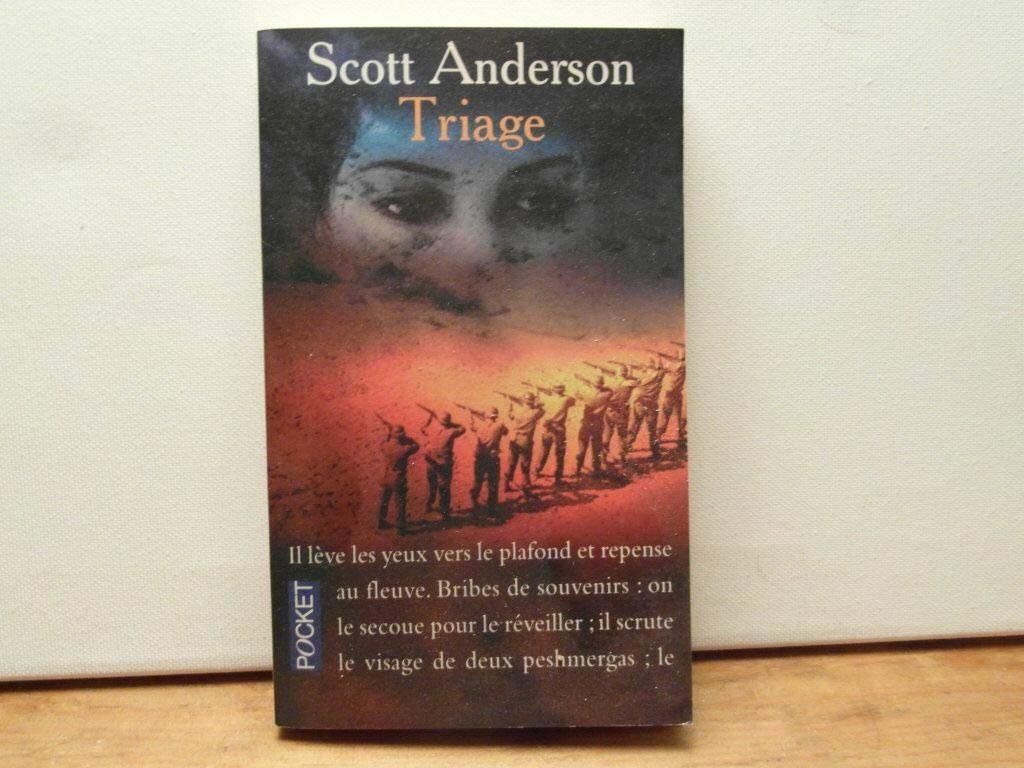 Scott Anderson
Triage
Il lève les yeux vers le plafond et repense
au fleuve. Bribes de souvenirs : on
le secoue pour le réveiller ; il scrute
le visage de deux peshmergas ; le
POCKET